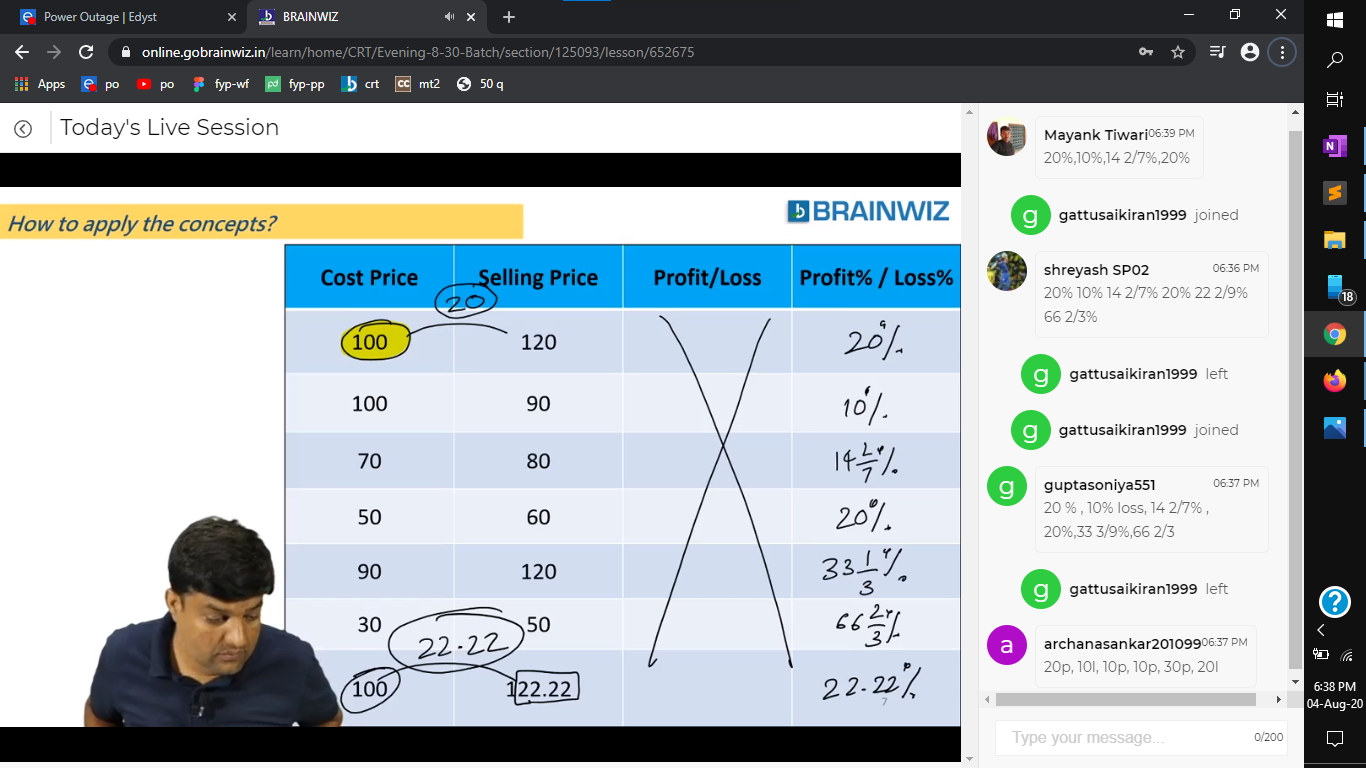 Power Outage | Edyst
BRAINWIZ
online.gobrainwiz.in/learn/home/CRT/Evening-8-30-Batch/section/125093/lesson/652675
Apps po po fyp-wf fyp-pp crt mt2 50 q
Today's Live Session
How to apply the concepts?
BRAINWIZ
Cost Price Selling Price Profit/Loss Profit% / Loss%
20
100 120 20%
100 90 10%
70 80 14 2/7%
50 60 20%
90 120 33 1/3%
30 50 66 2/3%
22.22
100 122.22 22.22%
7
Mayank Tiwari 06:39 PM
20%,10%,14 2/7%,20%
gattusaikiran1999 joined
shreyash SP02 06:36 PM
20% 10% 14 2/7% 20% 22 2/9%
66 2/3%
gattusaikiran1999 left
gattusaikiran1999 joined
guptasoniya551 06:37 PM
20 % , 10% loss, 14 2/7% ,
20%,33 3/9%,66 2/3
gattusaikiran1999 left
archanasankar201099 06:37 PM
20p, 10l, 10p, 10p, 30p, 20l
Type your message... 0/200
18
6:38 PM
04-Aug-20